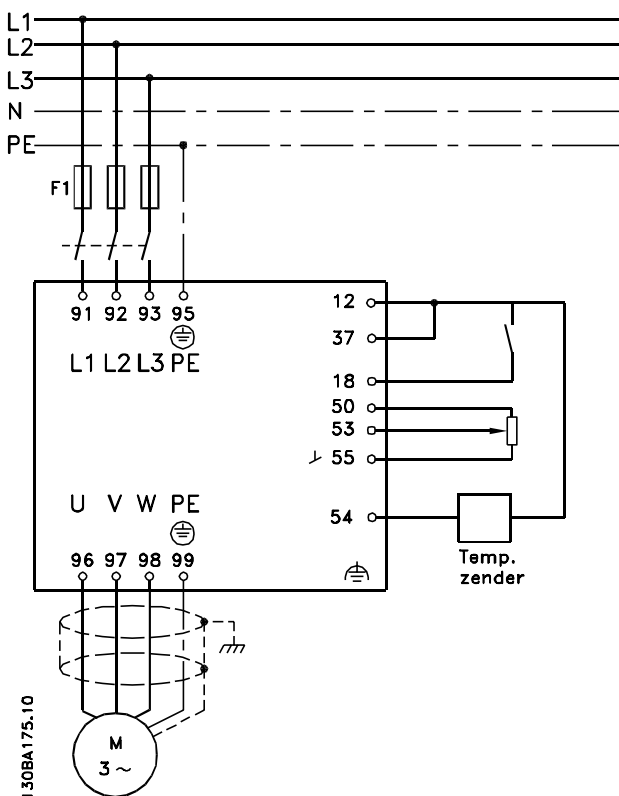 L1
L2
L3
N
PE
F1
91 92 93 95
L1 L2 L3 PE
12
37
18
50
53
55
54
U V W PE
96 97 98 99
Temp.
zender
M
3 ~
130BA175.10